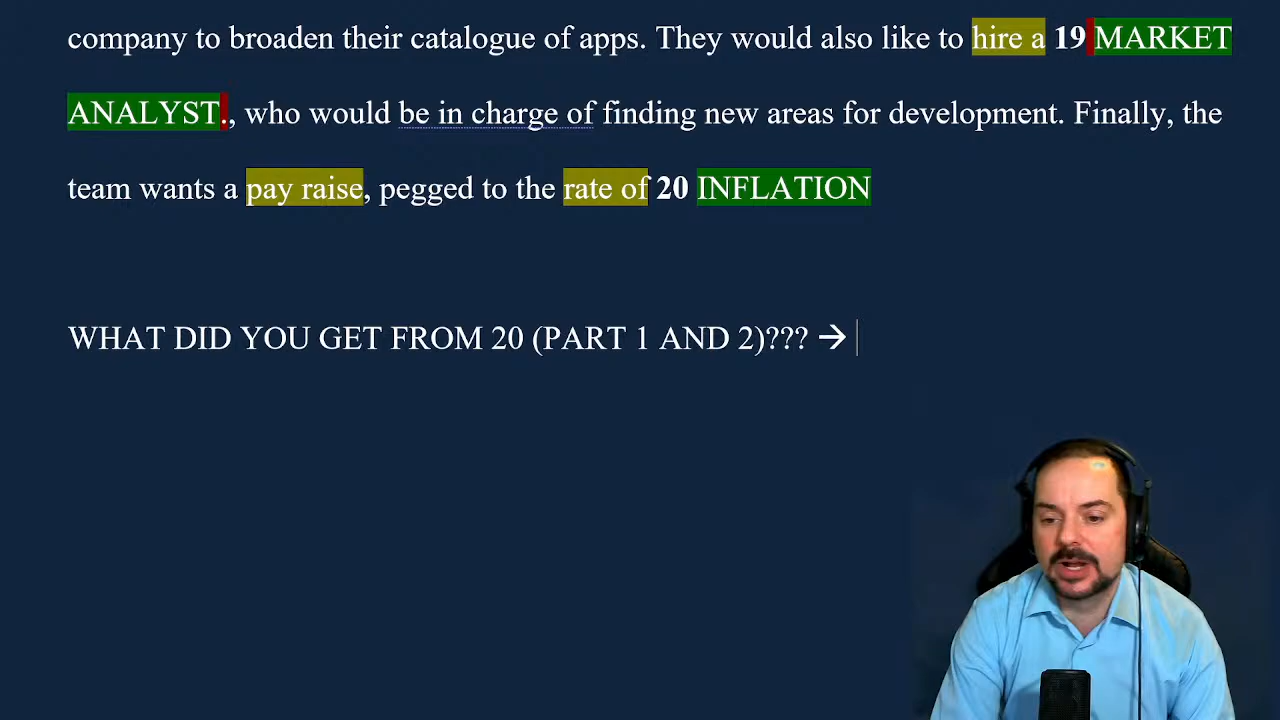 company to broaden their catalogue of apps. They would also like to hire a 19 MARKET
ANALYST., who would be in charge of finding new areas for development. Finally, the
team wants a pay raise, pegged to the rate of 20 INFLATION
WHAT DID YOU GET FROM 20 (PART 1 AND 2)??? →